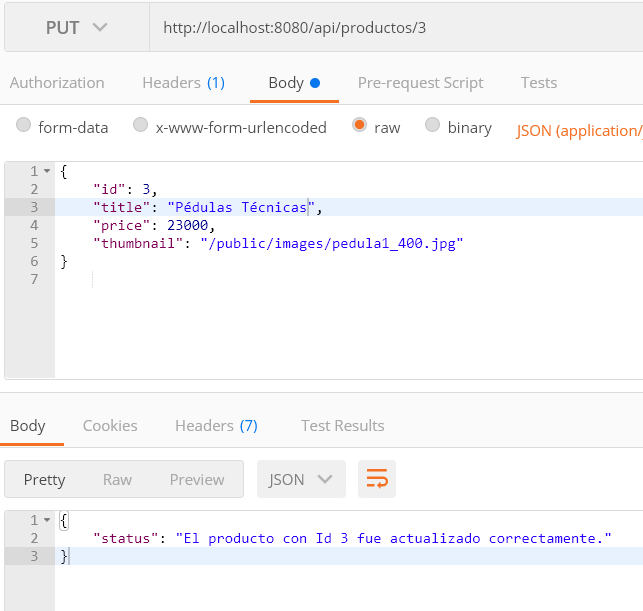 PUT http://localhost:8080/api/productos/3
Authorization Headers (1) Body Pre-request Script Tests
form-data x-www-form-urlencoded raw binary JSON (application/
1 {
2 "id": 3,
3 "title": "Pédulas Técnicas",
4 "price": 23000,
5 "thumbnail": "/public/images/pedula1_400.jpg"
6 }
7
Body Cookies Headers (7) Test Results
Pretty Raw Preview JSON
1 {
2 "status": "El producto con Id 3 fue actualizado correctamente."
3 }